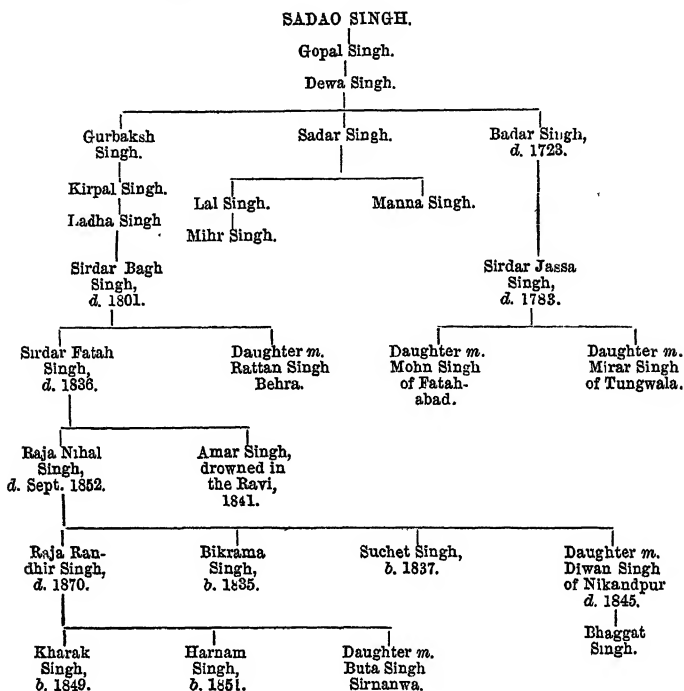 SADAO SINGH.
Gopal Singh.
Dewa Singh.
Gurbaksh
Singh.
Sadar Singh.
Badar Singh,
d. 1723.
Kirpal Singh.
Ladha Singh
Lal Singh.
Mihr Singh.
Manna Singh.
Sirdar Bagh
Singh,
d. 1801.
Sirdar Jassa
Singh,
d. 1783.
Sirdar Fatah
Singh,
d. 1836.
Daughter m.
Rattan Singh
Behra.
Daughter m.
Mohn Singh
of Fatah-
abad.
Daughter m.
Mirar Singh
of Tungwala.
Raja Nihal
Singh,
d. Sept. 1852.
Amar Singh,
drowned in
the Ravi,
1841.
Raja Ran-
dhir Singh,
d. 1870.
Bikrama
Singh,
b. 1835.
Suchet Singh,
b. 1837.
Daughter m.
Diwan Singh
of Nikandpur
d. 1845.
Bhaggat
Singh.
Kharak
Singh,
b. 1849.
Harnam
Singh,
b. 1851.
Daughter m.
Buta Singh
Sirnanwa.